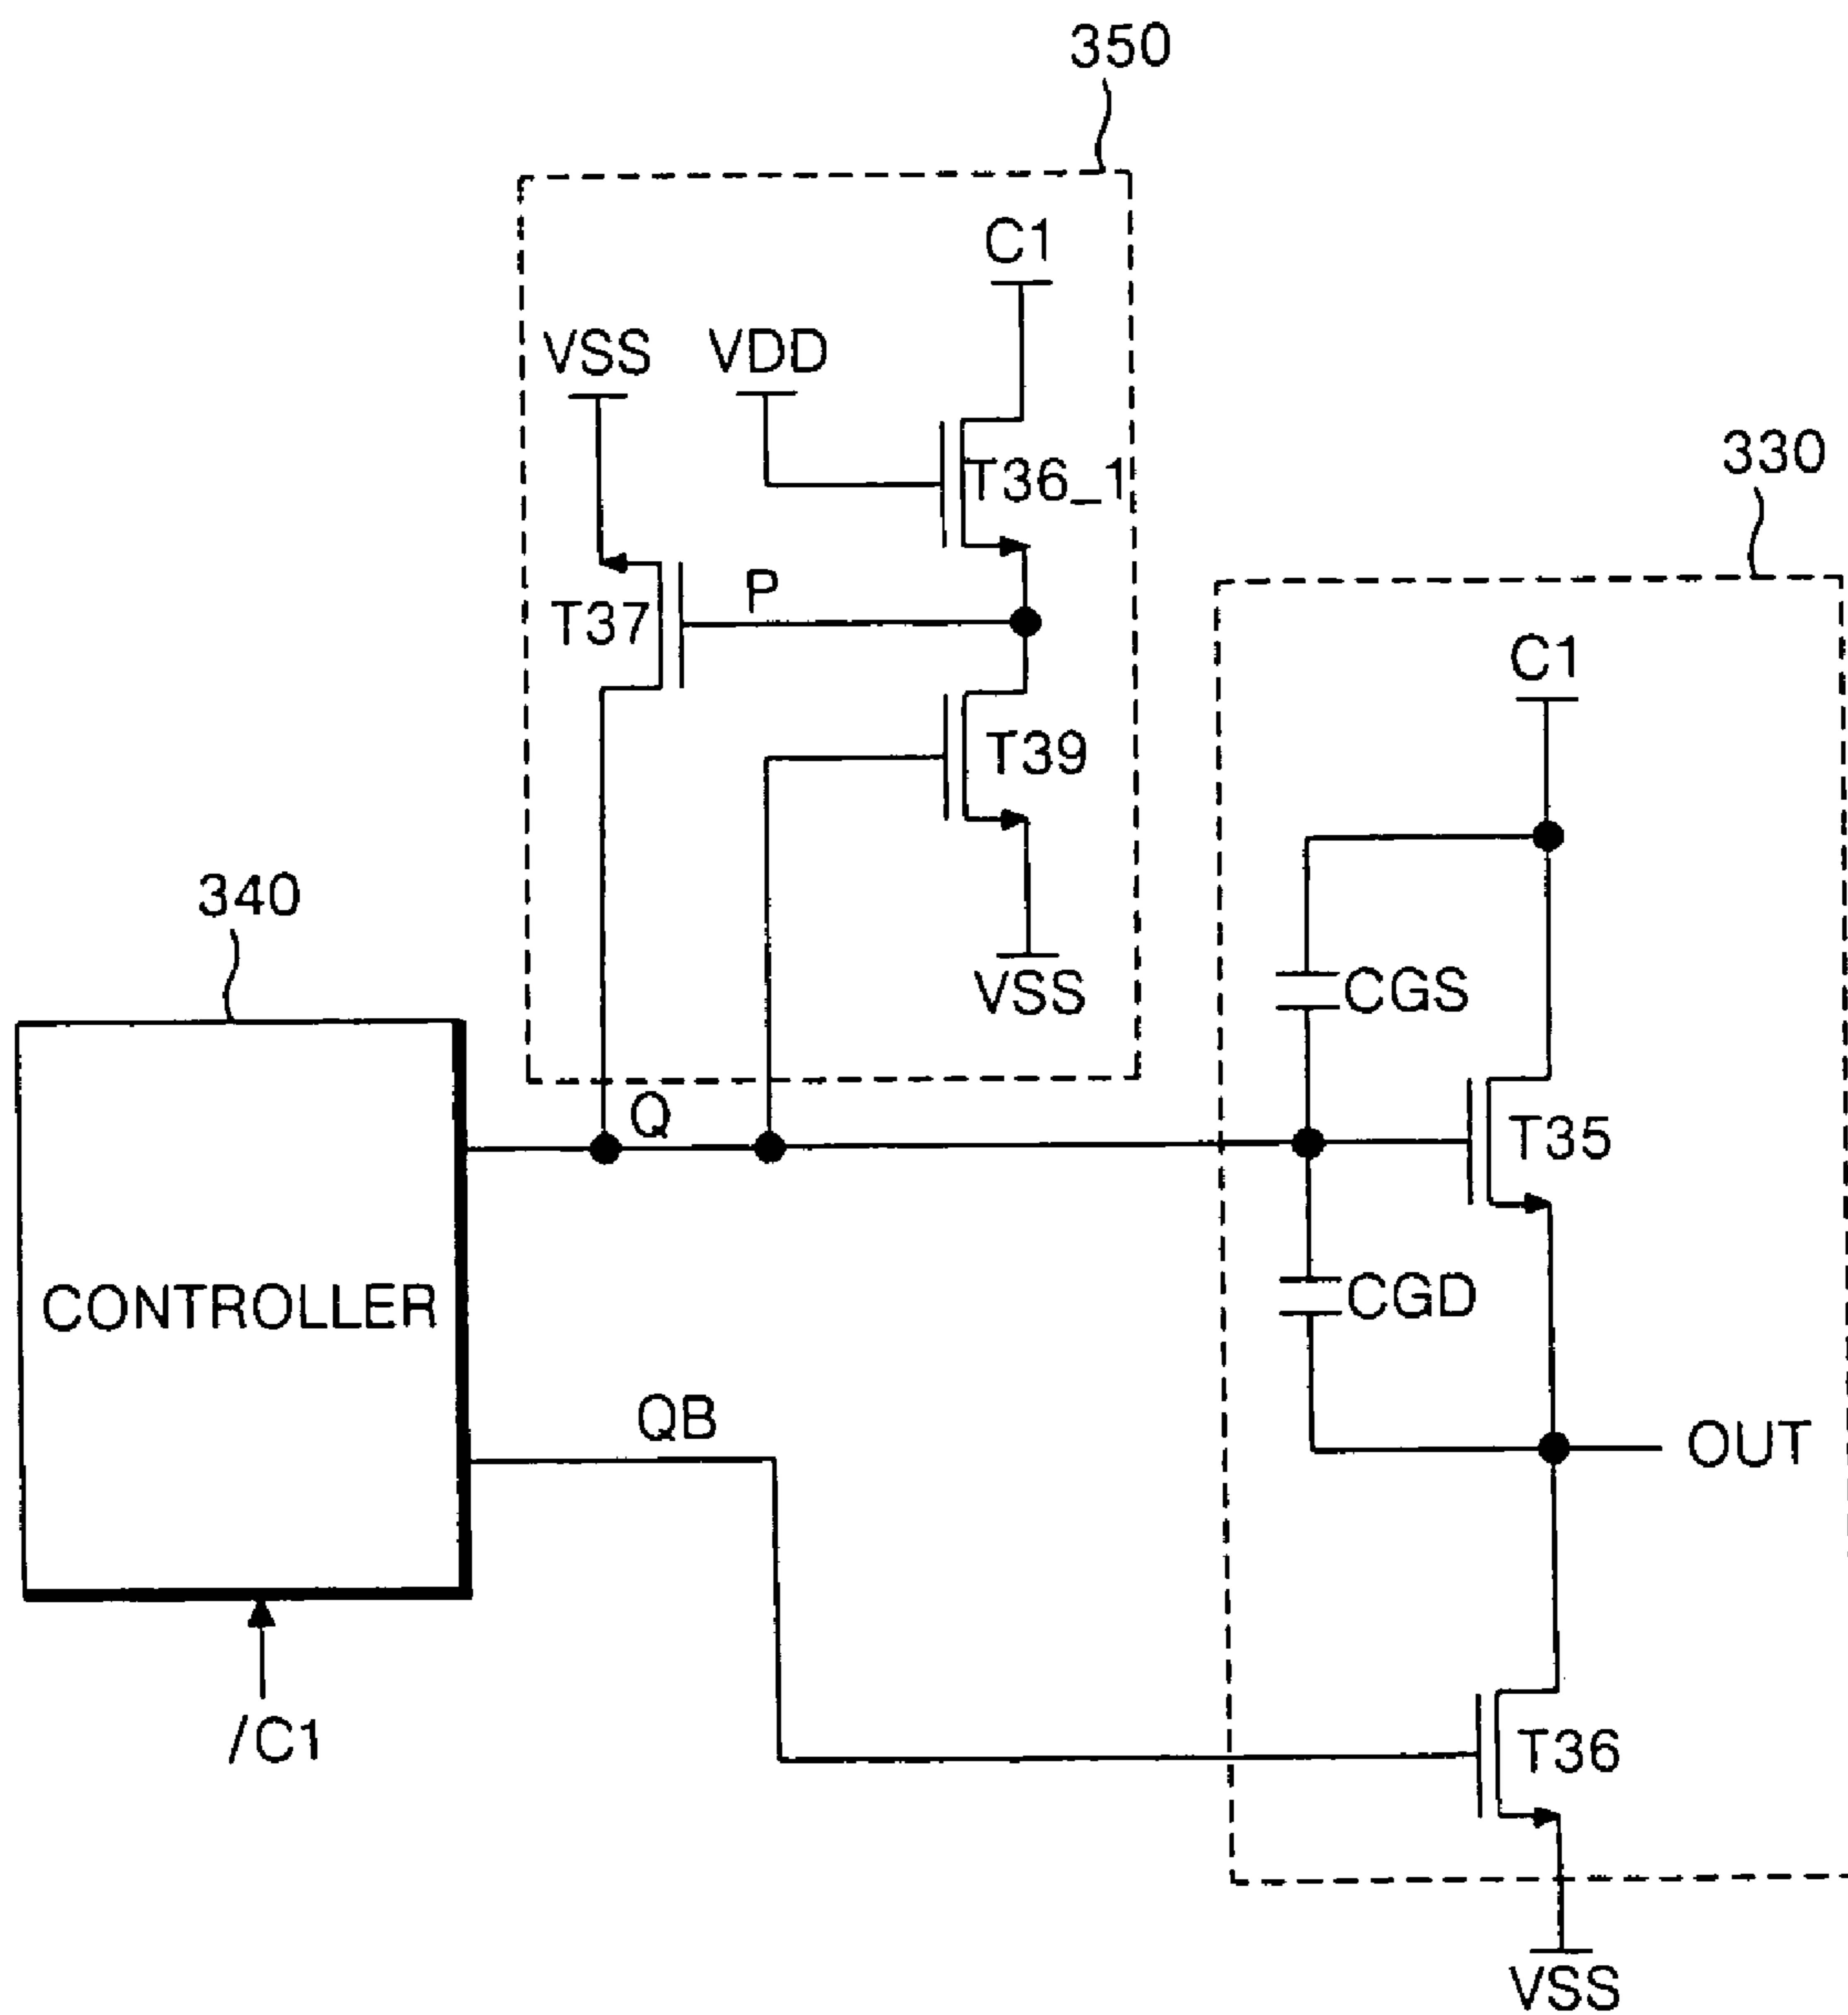 350
C1
VSS
VDD
T36_1
330
P
T37
C1
T39
340
CGS
VSS
Q
T35
CONTROLLER
CGD
QB
OUT
/C1
T36
VSS